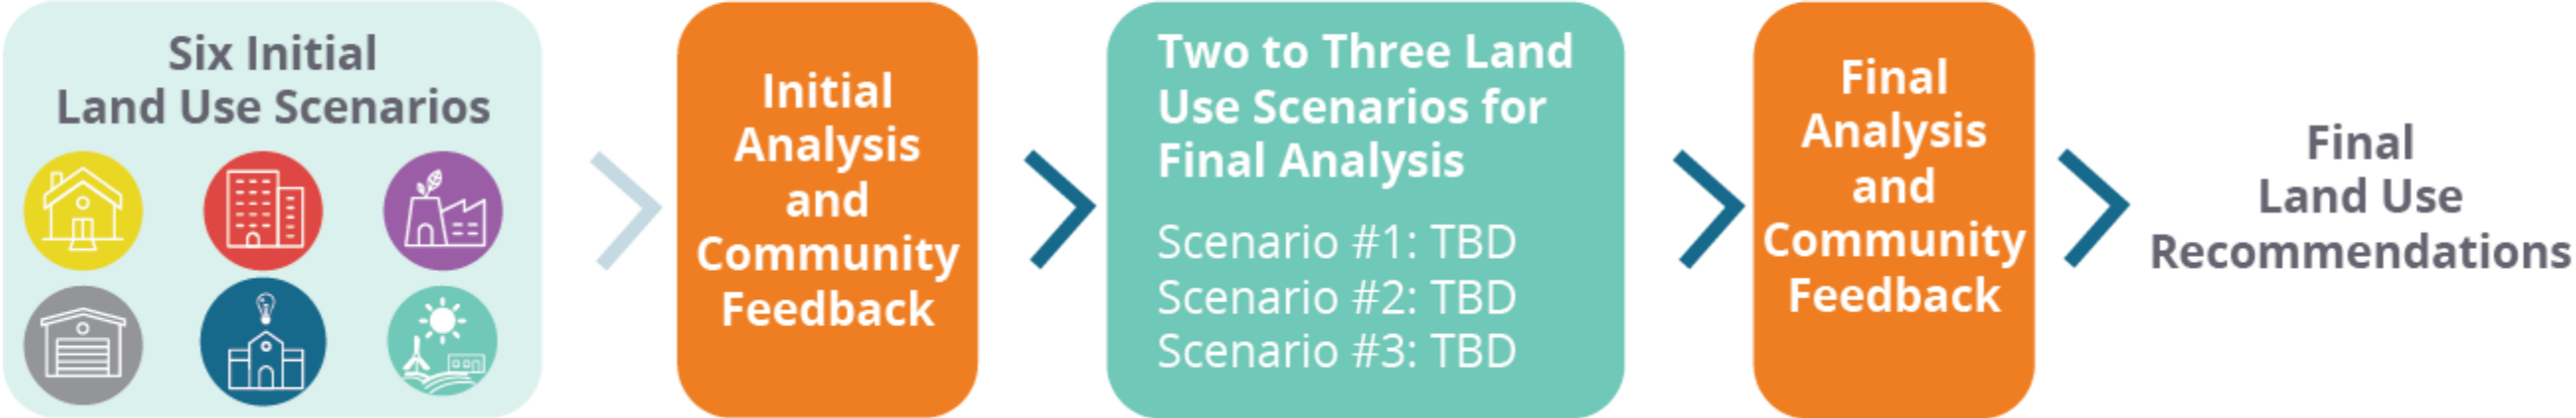 Six Initial
Land Use Scenarios
Initial
Analysis
and
Community
Feedback
Two to Three Land
Use Scenarios for
Final Analysis
Scenario #1: TBD
Scenario #2: TBD
Scenario #3: TBD
Final
Analysis
and
Community
Feedback
Final
Land Use
Recommendations